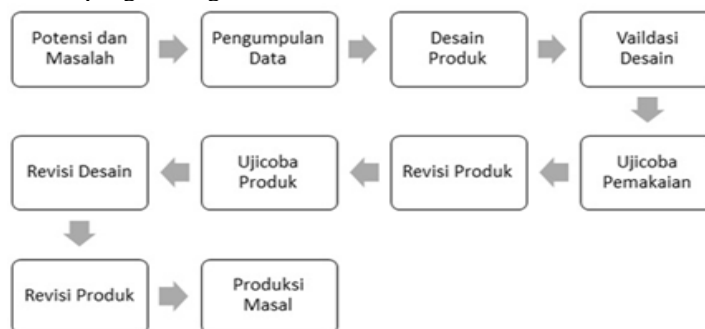 Potensi dan
Masalah
Pengumpulan
Data
Desain
Produk
Vaildasi
Desain
Ujicoba
Pemakaian
Revisi Produk
Ujicoba
Produk
Revisi Desain
Revisi Produk
Produksi
Masal